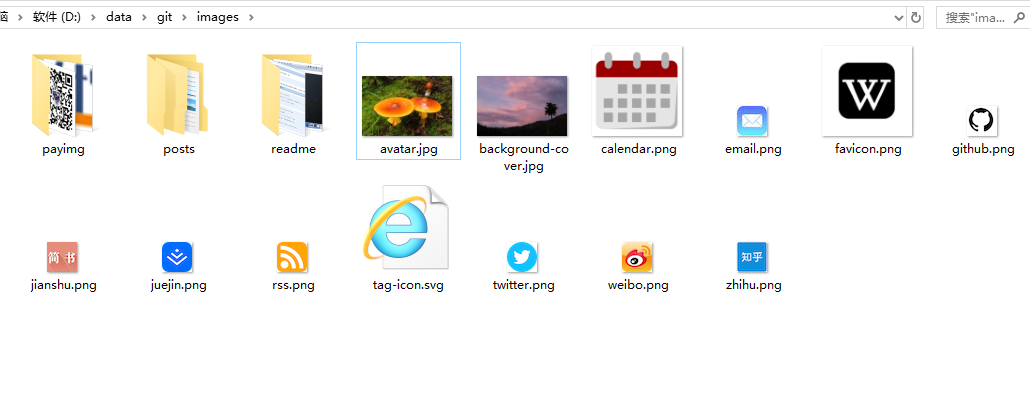 脑 > 软件 (D:) > data > git > images >
搜索"ima...
payimg
posts
readme
avatar.jpg
background-co
ver.jpg
calendar.png
email.png
W
favicon.png
github.png
简书
jianshu.png
juejin.png
rss.png
tag-icon.svg
twitter.png
weibo.png
知乎
zhihu.png